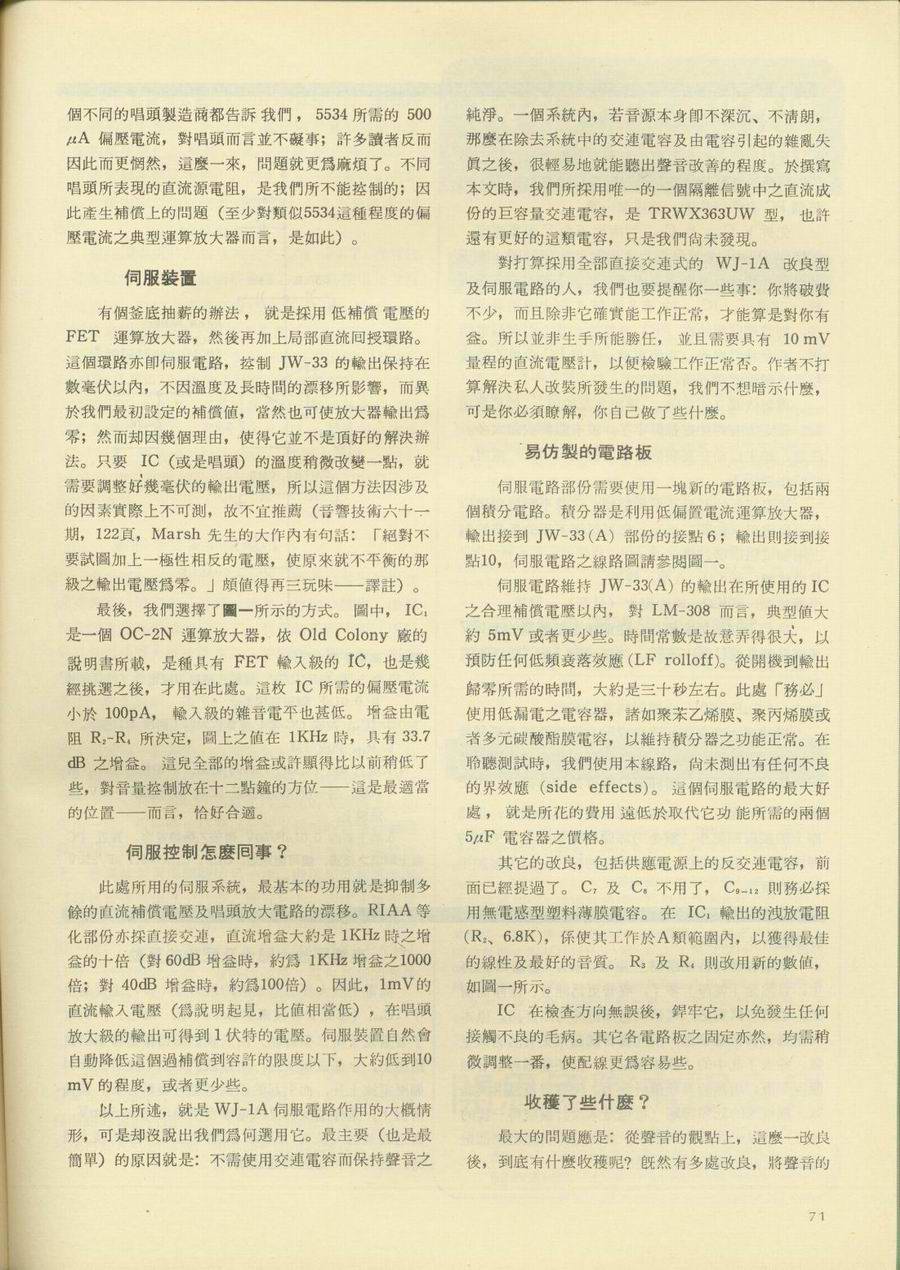 個不同的唱頭製造商都告訴我們，5534所需的 500
μA 偏壓電流，對唱頭而言並不礙事；許多讀者反而
因此而更惘然，這麼一來，問題就更爲麻煩了。不同
唱頭所表現的直流源電阻，是我們所不能控制的；因
此產生補償上的問題（至少對類似5534這種程度的偏
壓電流之典型運算放大器而言，是如此）。
伺服裝置
有個釜底抽薪的辦法，就是採用低補償電壓的
FET 運算放大器，然後再加上局部直流回授環路。
這個環路亦卽伺服電路，控制 JW-33 的輸出保持在
數毫伏以內，不因溫度及長時間的漂移所影響，而異
於我們最初設定的補償値，當然也可使放大器輸出爲
零；然而却因幾個理由，使得它並不是頂好的解決辦
法。只要 IC（或是唱頭）的溫度稍微改變一點，就
需要調整好幾毫伏的輸出電壓，所以這個方法因涉及
的因素實際上不可測，故不宜推薦（音響技術六十一
期，122頁，Marsh 先生的大作內有句話：「絕對不
要試圖加上一極性相反的電壓，使原來就不平衡的那
級之輸出電壓爲零。」頗值得再三玩味——譯註）。
最後，我們選擇了圖一所示的方式。圖中， IC₁
是一個 OC-2N 運算放大器，依 Old Colony 廠的
說明書所載，是種具有 FET 輸入級的 IC，也是幾
經挑選之後，才用在此處。這枚 IC 所需的偏壓電流
小於 100pA， 輸入級的雜音電平也甚低。 增益由電
阻 R₂-R₄ 所決定，圖上之値在 1KHz 時，具有 33.7
dB 之增益。 這兒全部的增益或許顯得比以前稍低了
些，對音量控制放在十二點鐘的方位——這是最適當
的位置——而言，恰好合適。
伺服控制怎麼回事？
此處所用的伺服系統，最基本的功用就是抑制多
餘的直流補償電壓及唱頭放大電路的漂移。RIAA 等
化部份亦採直接交連，直流增益大約是 1KHz 時之增
益的十倍（對 60dB 增益時，約爲 1KHz 增益之1000
倍；對 40dB 增益時，約爲100倍）。因此，1mV的
直流輸入電壓（爲說明起見，比値相當低），在唱頭
放大級的輸出可得到 1 伏特的電壓。伺服裝置自然會
自動降低這個過補償到容許的限度以下，大約低到10
mV 的程度，或者更少些。
以上所述，就是 WJ-1A 伺服電路作用的大概情
形，可是却沒說出我們爲何選用它。最主要（也是最
簡單）的原因就是：不需使用交連電容而保持聲音之
純淨。一個系統內，若音源本身卽不深沉、不淸朗，
那麼在除去系統中的交連電容及由電容引起的雜亂失
眞之後，很輕易地就能聽出聲音改善的程度。於撰寫
本文時，我們所採用唯一的一個隔離信號中之直流成
份的巨容量交連電容，是 TRWX363UW 型， 也許
還有更好的這類電容，只是我們尙未發現。
對打算採用全部直接交連式的 WJ-1A 改良型
及伺服電路的人，我們也要提醒你一些事：你將破費
不少，而且除非它確實能工作正常，才能算是對你有
益。所以並非生手所能勝任， 並且需要具有 10 mV
量程的直流電壓計，以便檢驗工作正常否。作者不打
算解決私人改裝所發生的問題，我們不想暗示什麼，
可是你必須瞭解，你自己做了些什麼。
易仿製的電路板
伺服電路部份需要使用一塊新的電路板，包括兩
個積分電路。積分器是利用低偏置電流運算放大器，
輸出接到 JW-33 (A) 部份的接點 6；輸出則接到接
點10，伺服電路之線路圖請參閱圖一。
伺服電路維持 JW-33(A) 的輸出在所使用的 IC
之合理補償電壓以內， 對 LM-308 而言，典型値大
約 5mV 或者更少些。時間常數是故意弄得很大，以
預防任何低頻衰落效應 (LF rolloff)。從開機到輸出
歸零所需的時間，大約是三十秒左右。此處「務必」
使用低漏電之電容器，諸如聚苯乙烯膜、聚丙烯膜或
者多元碳酸酯膜電容，以維持積分器之功能正常。在
聆聽測試時，我們使用本線路，尙未測出有任何不良
的界效應 (side effects)。 這個伺服電路的最大好
處， 就是所花的費用遠低於取代它功能所需的兩個
5μF 電容器之價格。
其它的改良，包括供應電源上的反交連電容，前
面已經提過了。 C₇ 及 C₈ 不用了， C₉₋₁₂ 則務必採
用無電感型塑料薄膜電容。 在 IC₁ 輸出的洩放電阻
(R₂、6.8K)，係使其工作於A類範圍內，以獲得最佳
的線性及最好的音質。 R₃ 及 R₄ 則改用新的數値，
如圖一所示。
IC 在檢查方向無誤後，銲牢它，以免發生任何
接觸不良的毛病。其它各電路板之固定亦然，均需稍
微調整一番，使配線更爲容易些。
收穫了些什麼？
最大的問題應是：從聲音的觀點上，這麼一改良
後，到底有什麼收穫呢？旣然有多處改良，將聲音的
71